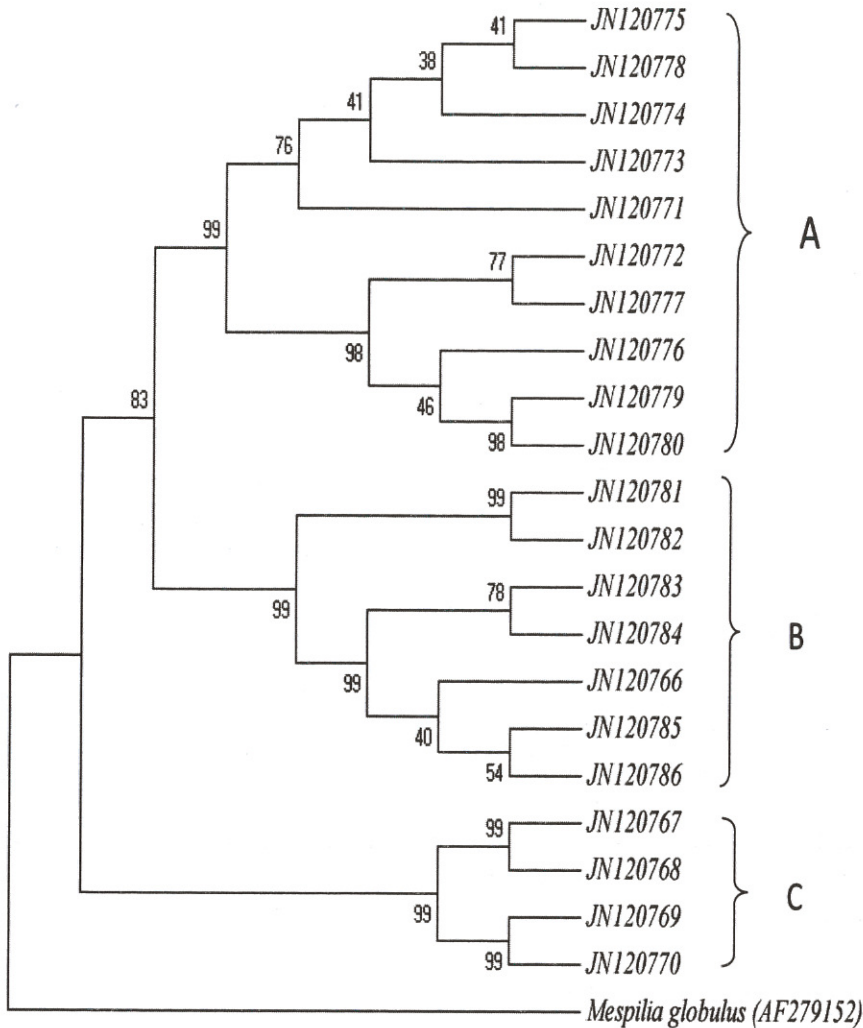 41
JN120775
38
JN120778
41
JN120774
76
JN120773
99
JN120771
77
JN120772
JN120777
98
JN120776
46
JN120779
98
JN120780
A
83
99
JN120781
JN120782
99
78
JN120783
JN120784
99
JN120766
40
JN120785
54
JN120786
B
99
JN120767
JN120768
99
JN120769
99
JN120770
C
Mespilia globulus (AF279152)